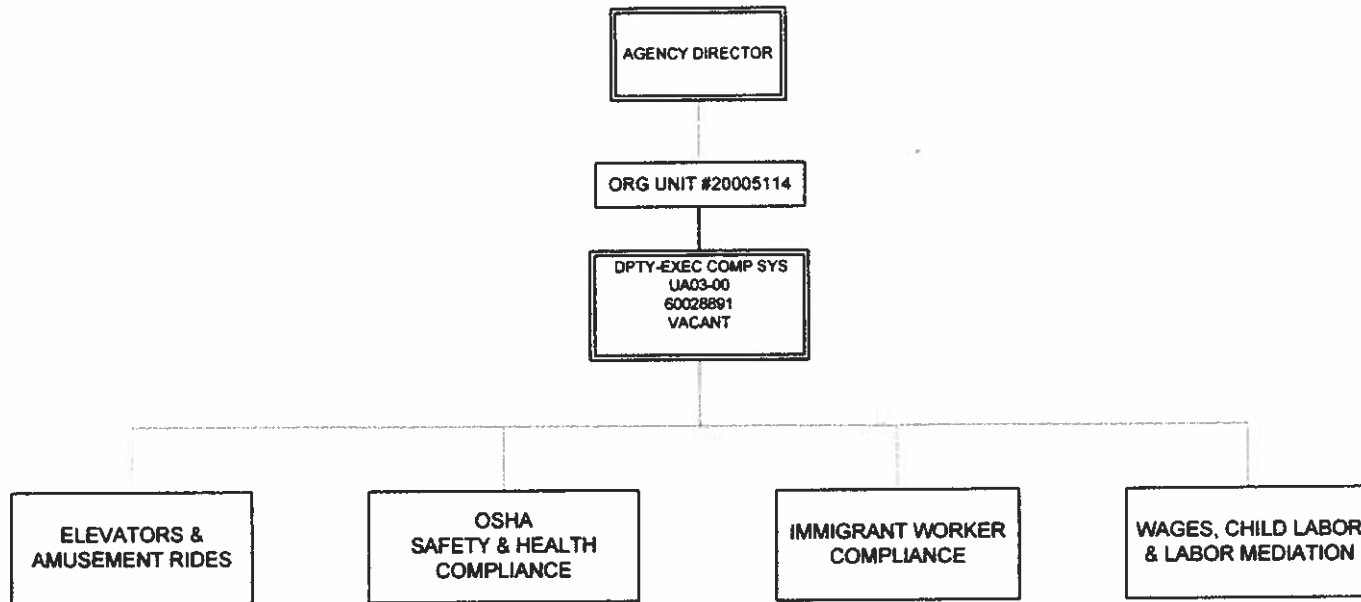 AGENCY DIRECTOR
ORG UNIT #20005114
DPTY-EXEC COMP SYS
UA03-00
60028891
VACANT
ELEVATORS &
AMUSEMENT RIDES
OSHA
SAFETY & HEALTH
COMPLIANCE
IMMIGRANT WORKER
COMPLIANCE
WAGES, CHILD LABOR
& LABOR MEDIATION